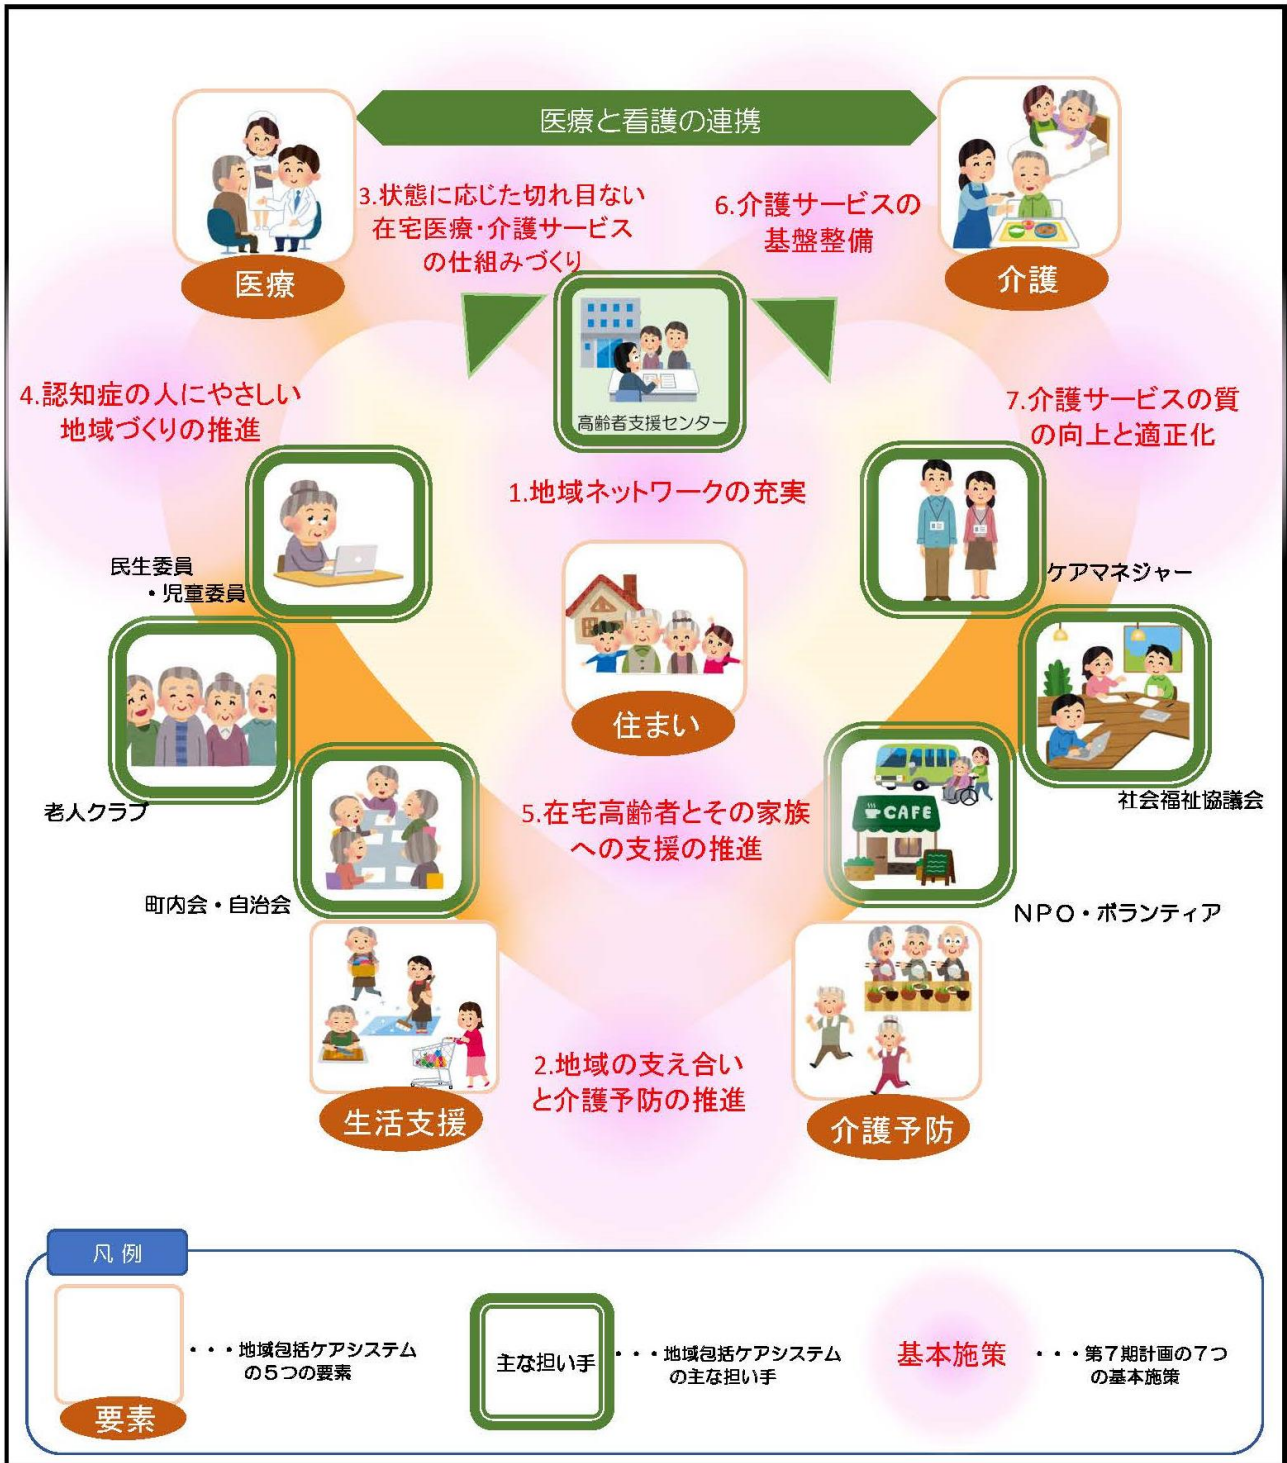 医療と看護の連携
医療
3.状態に応じた切れ目ない
在宅医療・介護サービス
の仕組みづくり
6.介護サービスの
基盤整備
介護
高齢者支援センター
4.認知症の人にやさしい
地域づくりの推進
7.介護サービスの質
の向上と適正化
1.地域ネットワークの充実
民生委員
・児童委員
ケアマネジャー
住まい
老人クラブ
CAFE
社会福祉協議会
5.在宅高齢者とその家族
への支援の推進
町内会・自治会
NPO・ボランティア
2.地域の支え合い
と介護予防の推進
生活支援
介護予防
凡例
要素
・・・地域包括ケアシステム
の5つの要素
主な担い手
・・・地域包括ケアシステム
の主な担い手
基本施策
・・・第7期計画の7つ
の基本施策